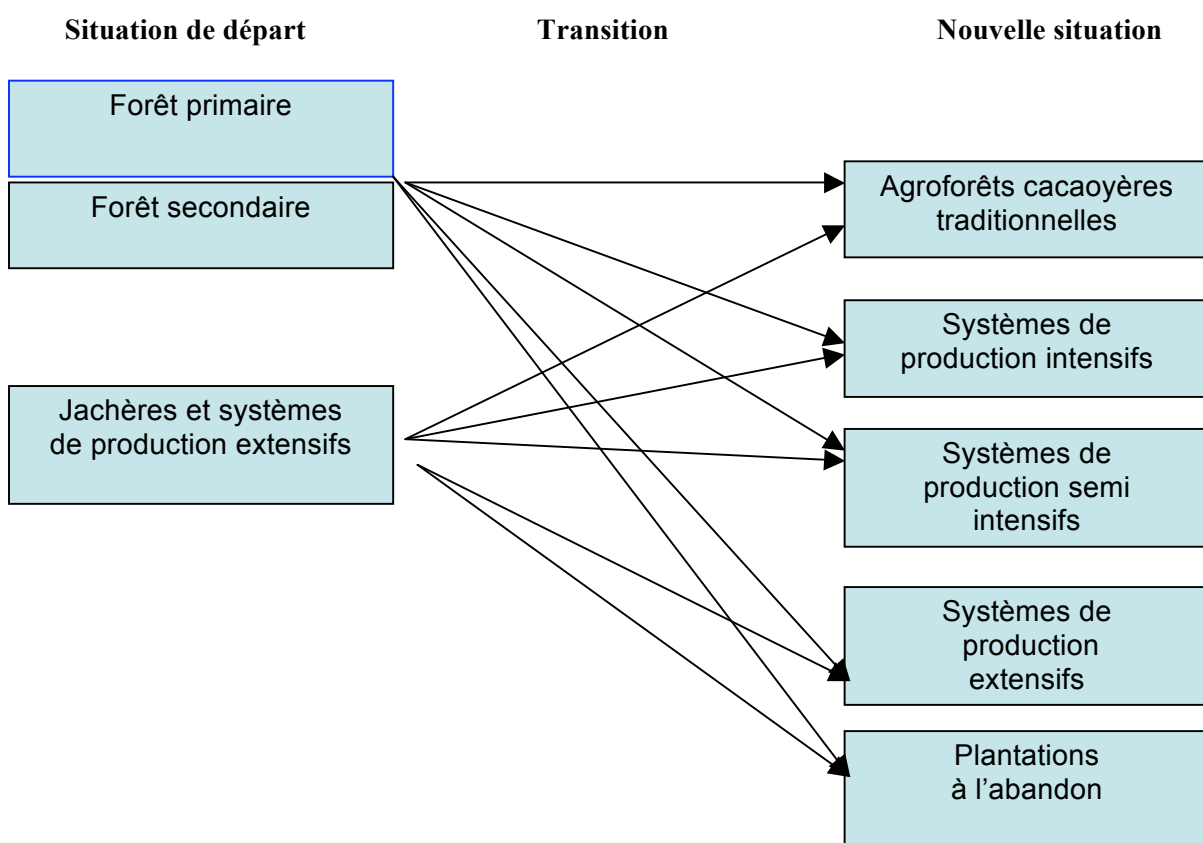 Situation de départ
Transition
Nouvelle situation
Forêt primaire
Forêt secondaire
Jachères et systèmes
de production extensifs
Agroforêts cacaoyères
traditionnelles
Systèmes de
production intensifs
Systèmes de
production semi
intensifs
Systèmes de
production
extensifs
Plantations
à l’abandon